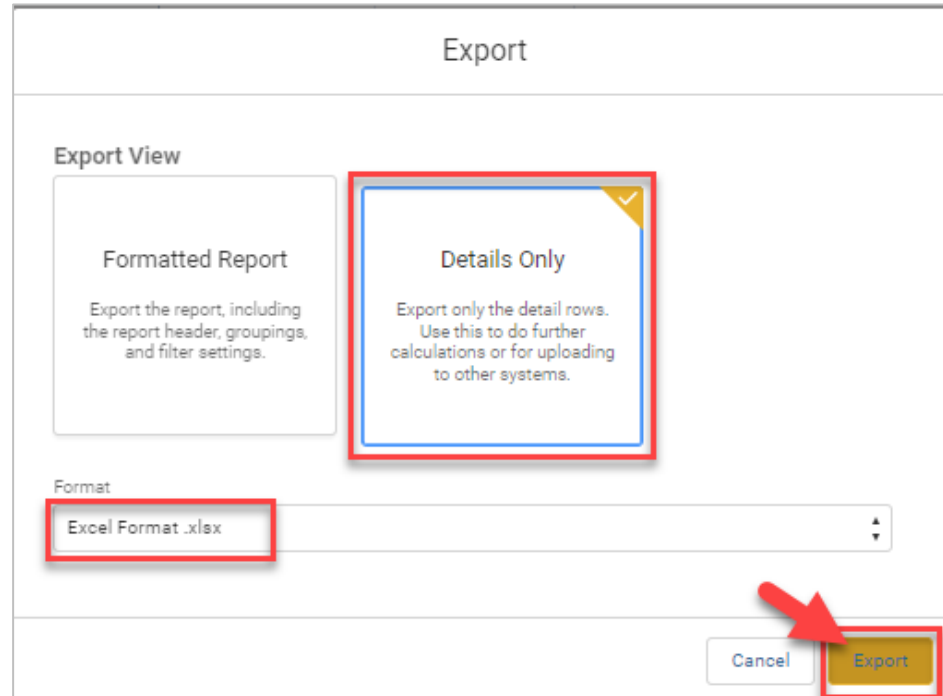 Export
Export View
Formatted Report
Export the report, including
the report header, groupings,
and filter settings.
Details Only
Export only the detail rows.
Use this to do further
calculations or for uploading
to other systems.
Format
Excel Format .xlsx
Cancel
Export